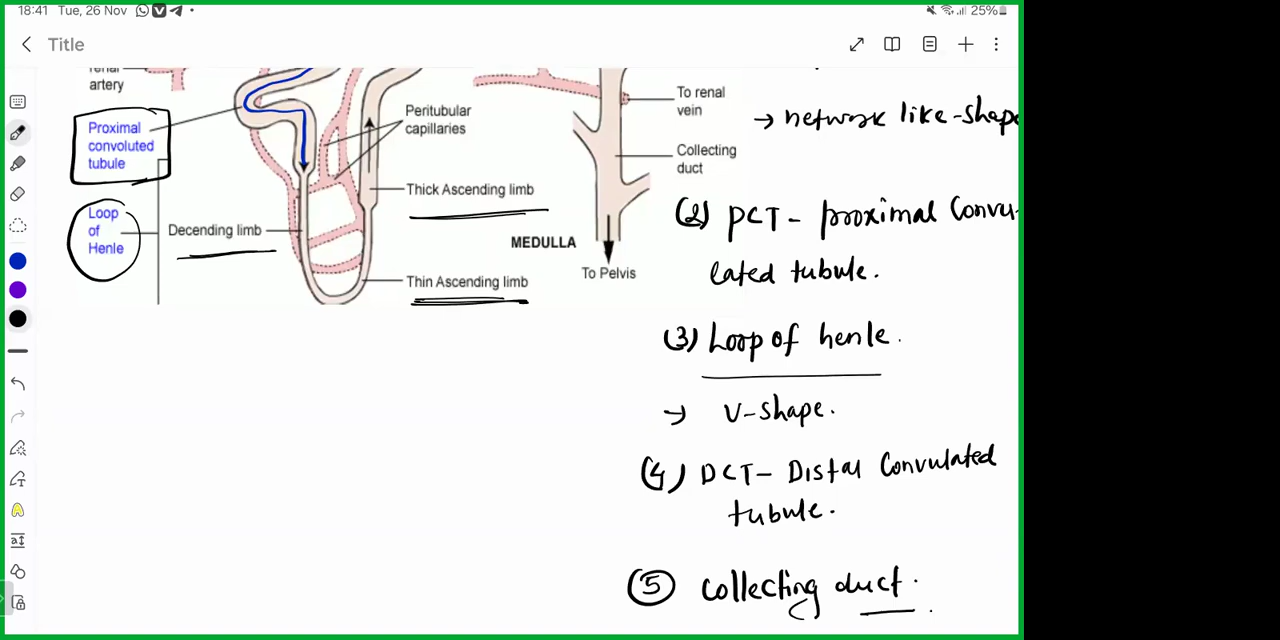 18:41 Tue, 26 Nov
25%
Title
renal
artery
Proximal
convoluted
tubule
Loop
of
Henle
Decending limb
Peritubular
capillaries
Thick Ascending limb
MEDULLA
Thin Ascending limb
To renal
vein
Collecting
duct
To Pelvis
→ network like-shape
(2) PCT - proximal Convu-
lated tubule.
(3) Loop of henle.
→ U-shape.
(4) DCT - Distal Convulated
tubule.
5 collecting duct.